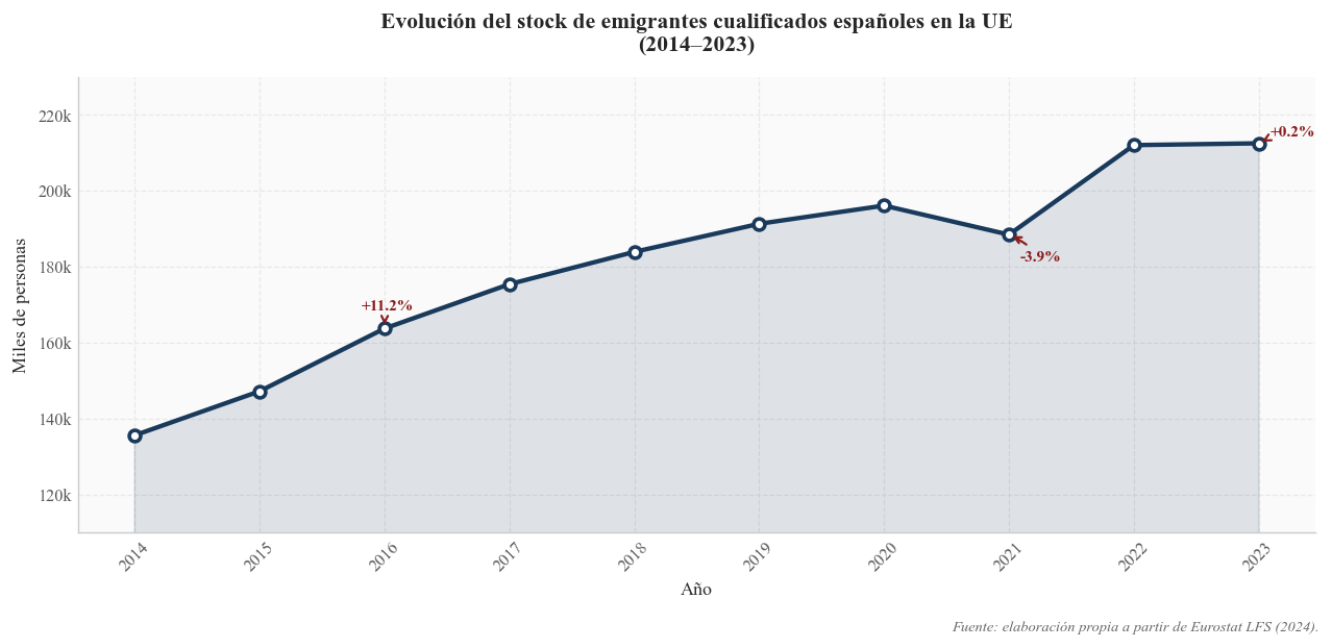 Evolución del stock de emigrantes cualificados españoles en la UE
(2014–2023)
Miles de personas
220k
200k
180k
160k
140k
120k
+11.2%
-3.9%
+0.2%
2014
2015
2016
2017
2018
2019
2020
2021
2022
2023
Año
Fuente: elaboración propia a partir de Eurostat LFS (2024).